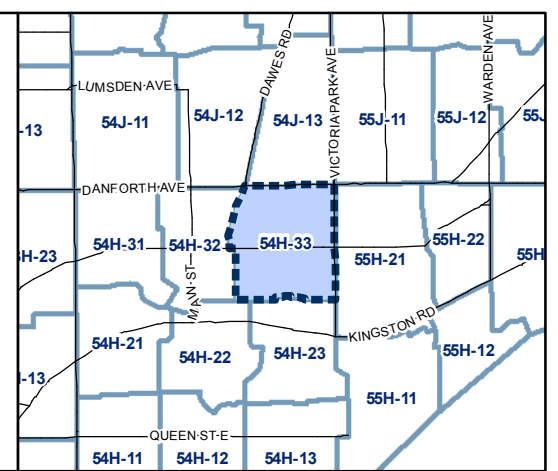 DAWES RD
VICTORIA PARK AVE
WARDEN AVE
LUMSDEN AVE
54J-11
54J-12
54J-13
55J-11
55J-12
55J
-13
DANFORTH AVE
54H-31
54H-32
54H-33
55H-21
55H-22
55H
H-23
MAIN ST
KINGSTON RD
54H-21
54H-22
54H-23
55H-12
-13
55H-11
QUEEN ST E
54H-11
54H-12
54H-13